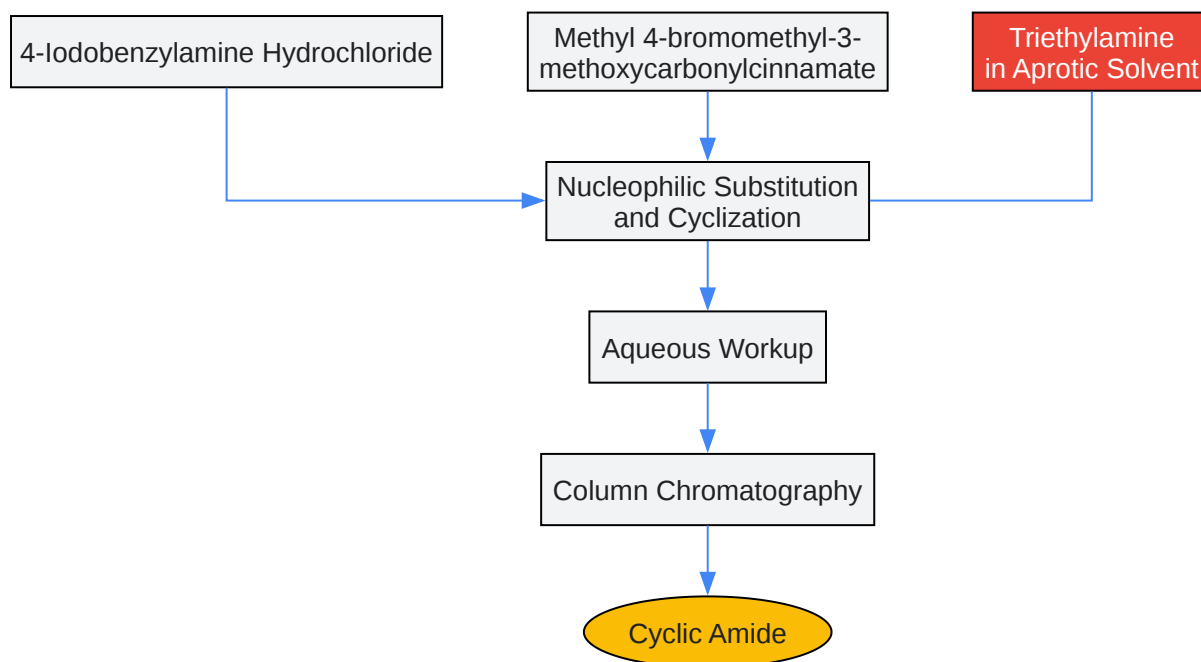 4-Iodobenzylamine Hydrochloride
Methyl 4-bromomethyl-3-
methoxycarbonylcinnamate
Triethylamine
in Aprotic Solvent
Nucleophilic Substitution
and Cyclization
Aqueous Workup
Column Chromatography
Cyclic Amide